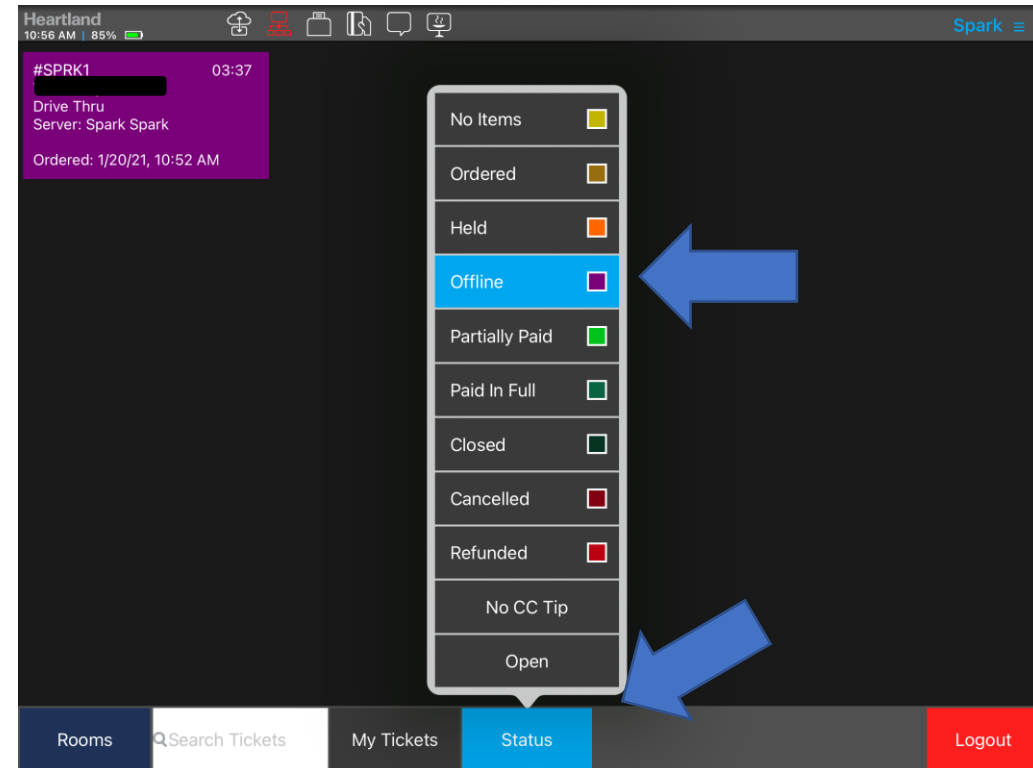 Heartland
10:56 AM | 85%
Spark
#SPRK1 03:37
Drive Thru
Server: Spark Spark
Ordered: 1/20/21, 10:52 AM
No Items
Ordered
Held
Offline
Partially Paid
Paid In Full
Closed
Cancelled
Refunded
No CC Tip
Open
Rooms
Search Tickets
My Tickets
Status
Logout